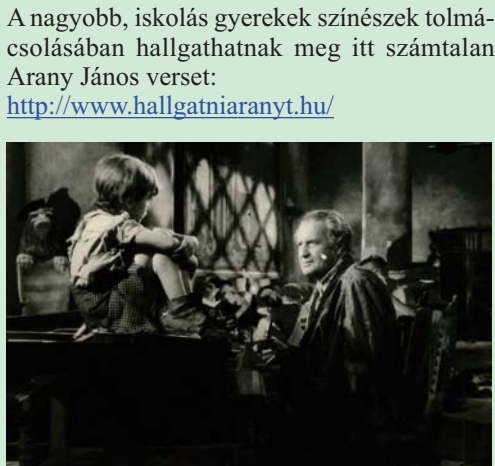 A nagyobb, iskolás gyerekek színészek tolmá-
csolásában hallgathatnak meg itt számtalan
Arany János verset:
http://www.hallgatniaranyt.hu/